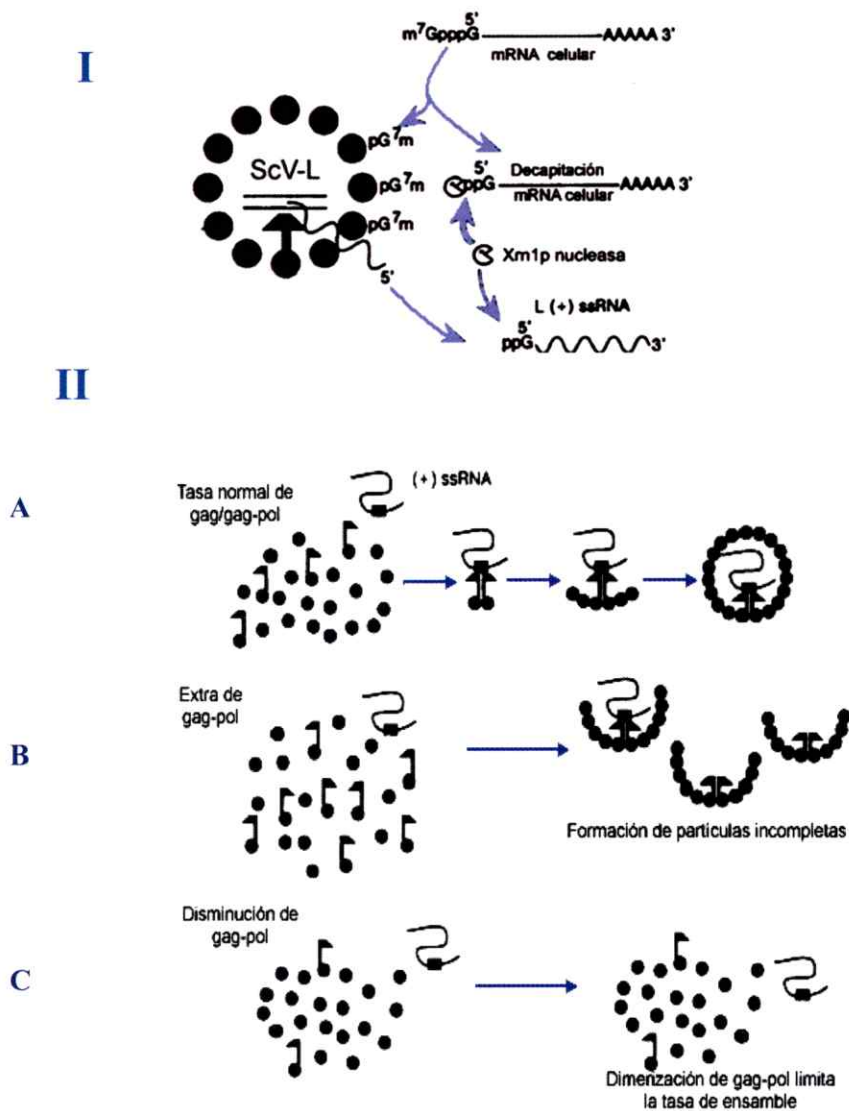 I
5'
m⁷GpppG AAAAA 3'
mRNA celular
pG⁷m
ScV-L
pG⁷m
5'
ppG Decapitación AAAAA 3'
mRNA celular
pG⁷m
Xm1p nucleasa
5'
L (+) ssRNA
5'
ppG 3'
II
A
Tasa normal de
gag/gag-pol
(+) ssRNA
B
Extra de
gag-pol
Formación de particulas incompletas
C
Disminución de
gag-pol
Dimerización de gag-pol limita
la tasa de ensamble